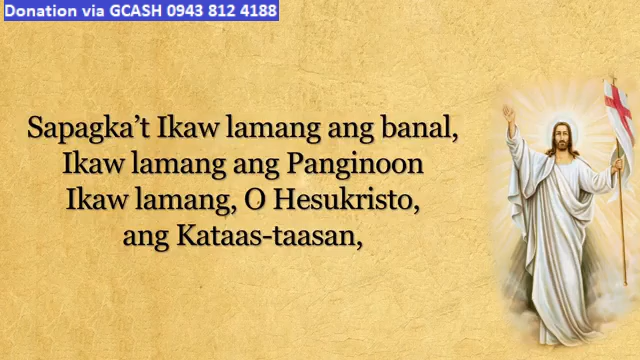 Donation via GCASH 0943 812 4188
Sapagka’t Ikaw lamang ang banal,
Ikaw lamang ang Panginoon
Ikaw lamang, O Hesukristo,
ang Kataas-taasan,